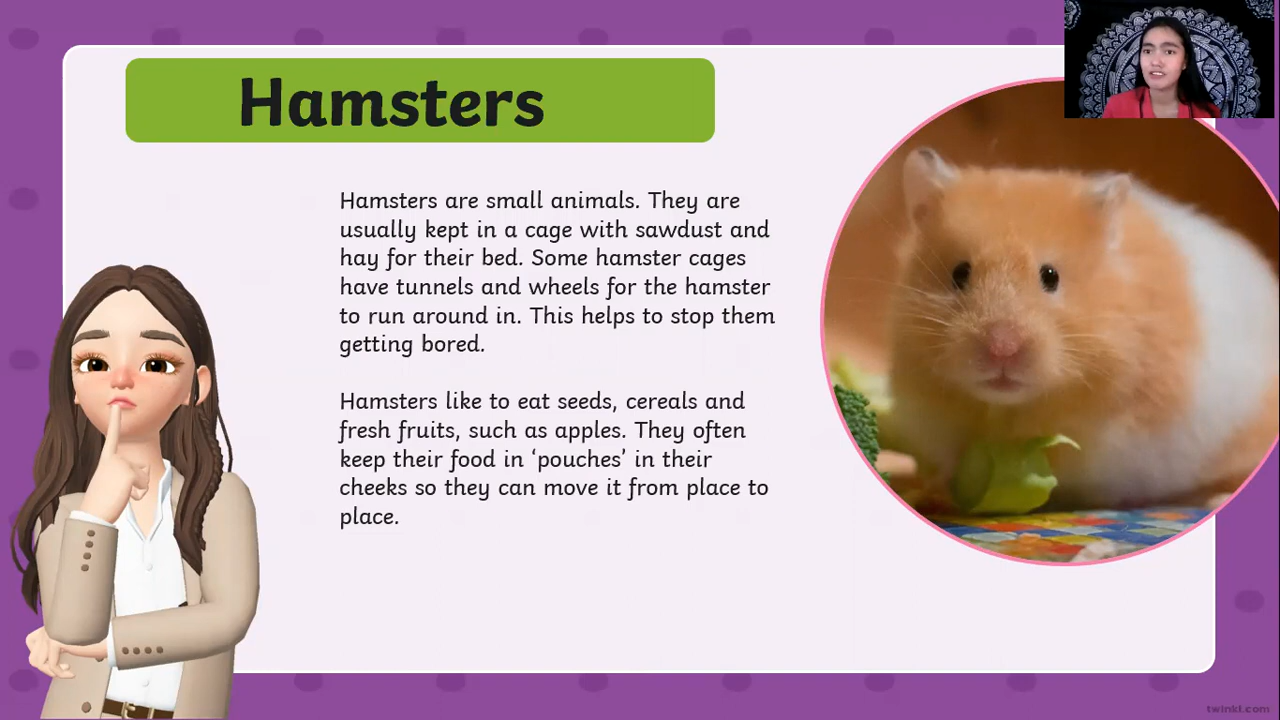 Hamsters
Hamsters are small animals. They are
usually kept in a cage with sawdust and
hay for their bed. Some hamster cages
have tunnels and wheels for the hamster
to run around in. This helps to stop them
getting bored.
Hamsters like to eat seeds, cereals and
fresh fruits, such as apples. They often
keep their food in ‘pouches’ in their
cheeks so they can move it from place to
place.
twinkl.com